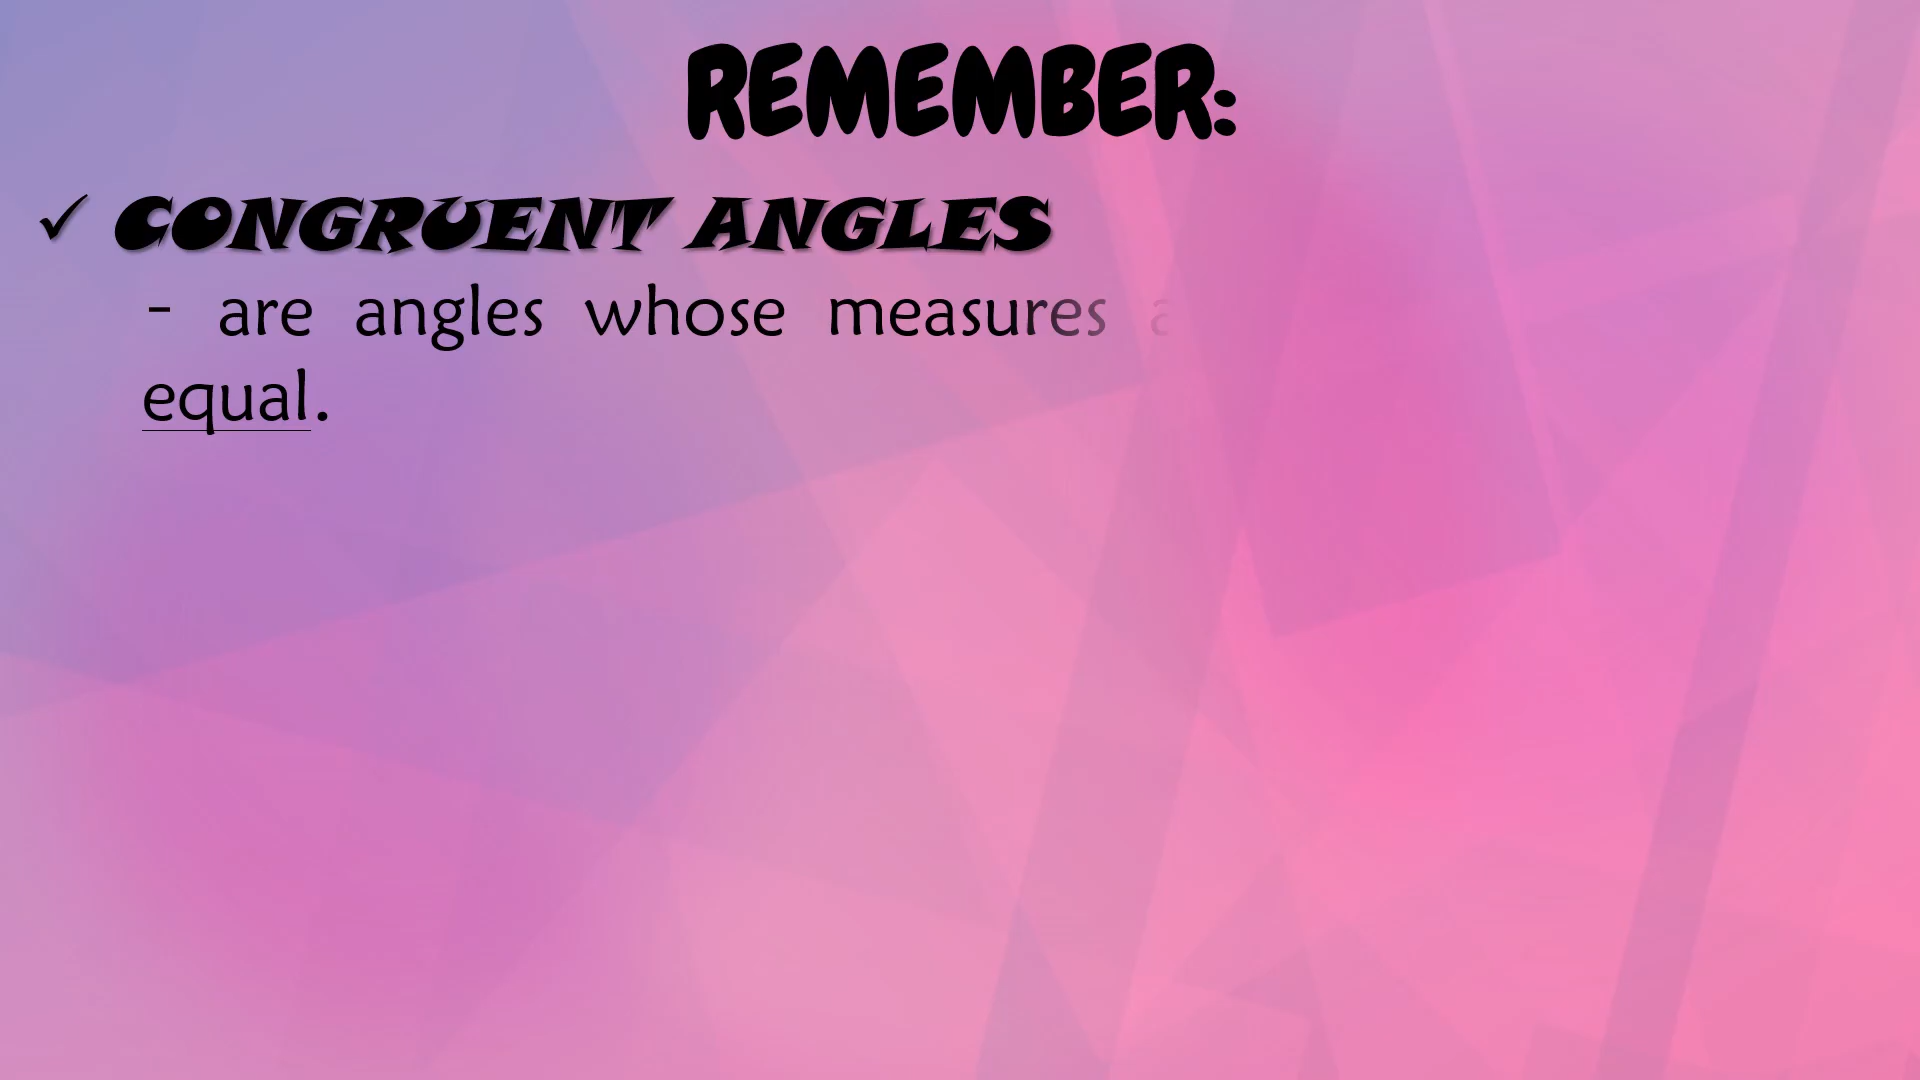 REMEMBER:
✓ CONGRUENT ANGLES
- are angles whose measures
equal.